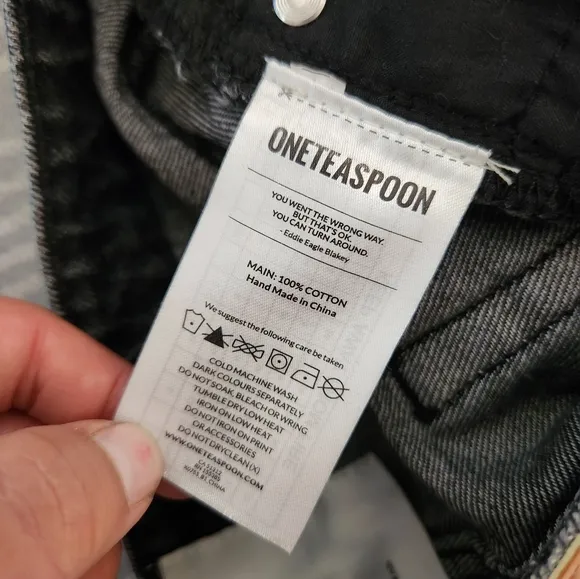 ONETEASPOON
YOU WENT THE WRONG WAY.
BUT THAT'S OK.
YOU CAN TURN AROUND.
- Eddie Eagle Blakey
MAIN: 100% COTTON
Hand Made in China
We suggest the following care be taken
COLD MACHINE WASH
DARK COLOURS SEPARATELY
DO NOT SOAK, BLEACH OR WRING
TUMBLE DRY LOW HEAT
IRON ON LOW HEAT
DO NOT IRON ON PRINT
OR ACCESSORIES
DO NOT DRYCLEAN (X)
WWW.ONETEASPOON.COM
CHINA